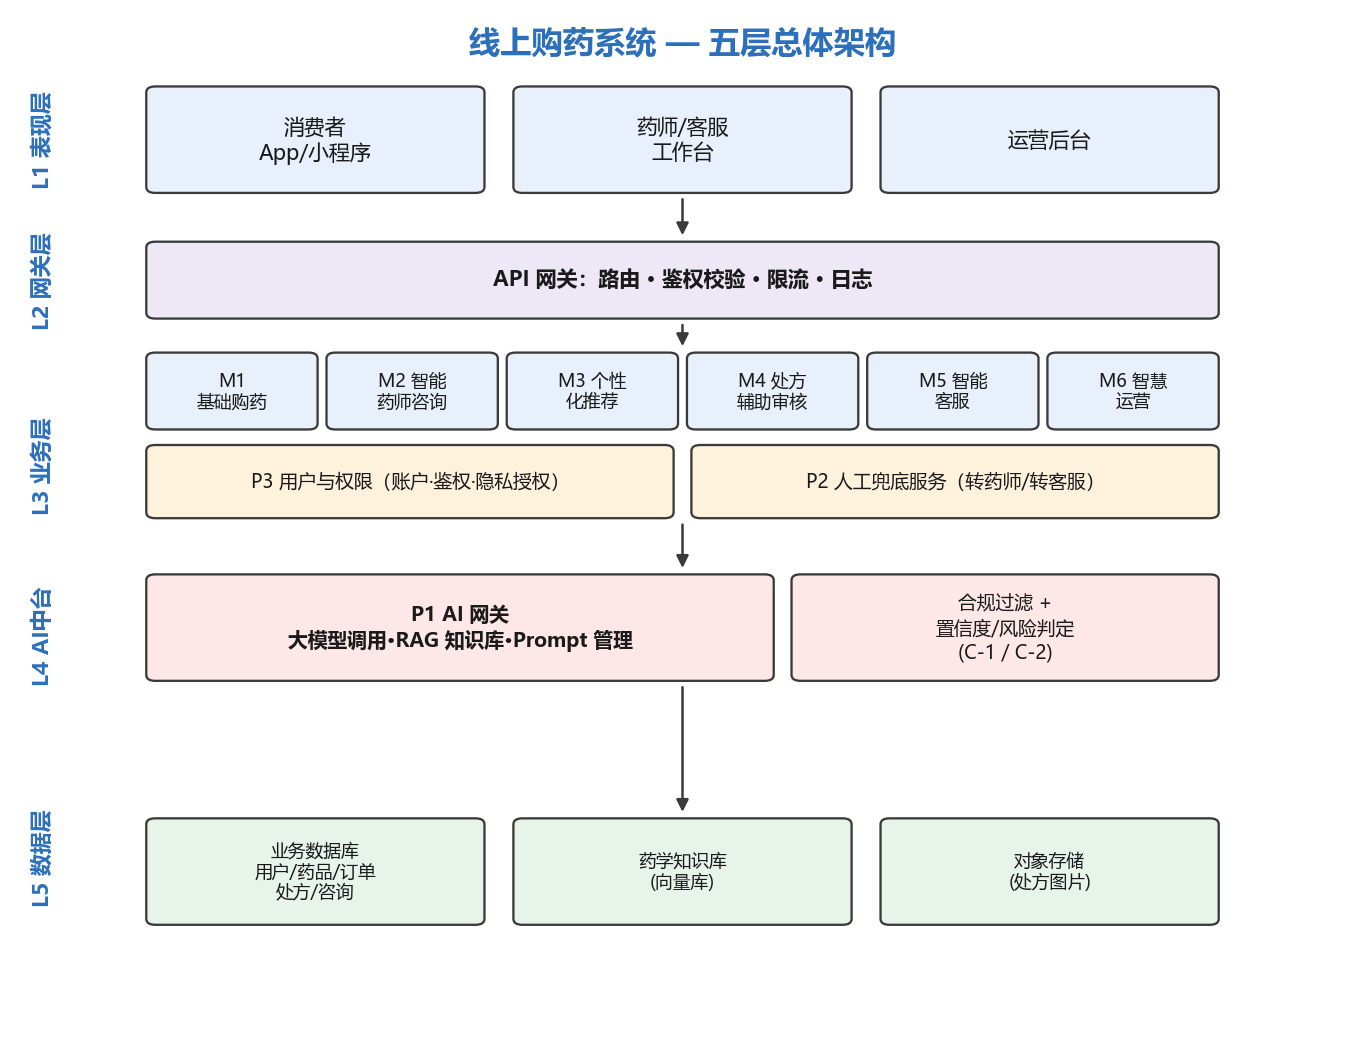 线上购药系统 — 五层总体架构
L1 表现层
消费者
App/小程序
药师/客服
工作台
运营后台
L2 网关层
API 网关：路由・鉴权校验・限流・日志
L3 业务层
M1
基础购药
M2 智能
药师咨询
M3 个性
化推荐
M4 处方
辅助审核
M5 智能
客服
M6 智慧
运营
P3 用户与权限（账户·鉴权·隐私授权）
P2 人工兜底服务（转药师/转客服）
L4 AI中台
P1 AI 网关
大模型调用•RAG 知识库•Prompt 管理
合规过滤 +
置信度/风险判定
(C-1 / C-2)
L5 数据层
业务数据库
用户/药品/订单
处方/咨询
药学知识库
(向量库)
对象存储
(处方图片)